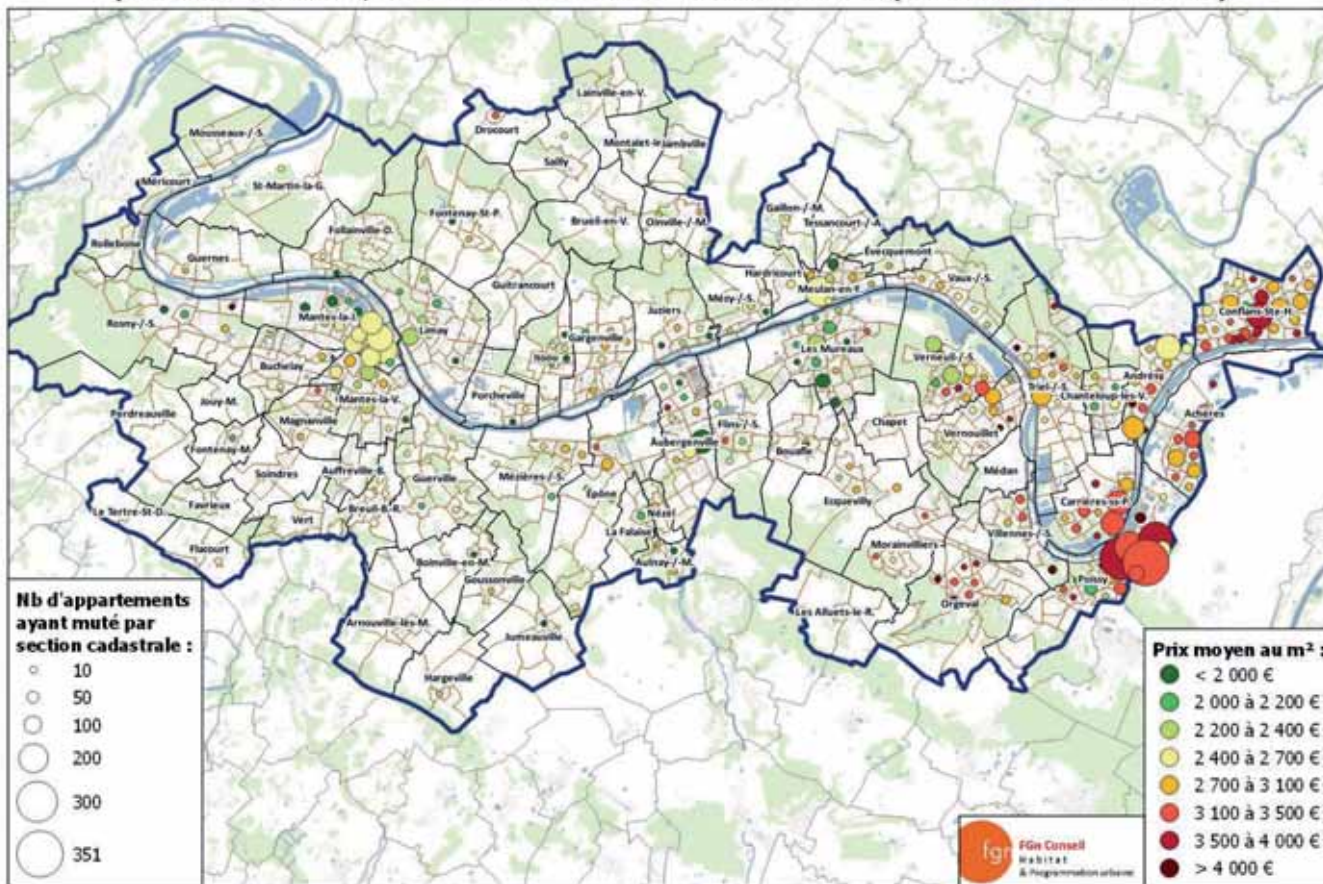 Lainville-en-V.
Drocourt
Mousseaux-/-S.
Montalet-le
Jambville
Sailly
Méricourt
St-Martin-la-G.
Fontenay-St-P.
Brueil-en-V.
Oinville-/-M.
Gaillon-/-M.
Tessancourt-/-A.
Follainville-D.
Rolleboise
Guernes
Évecquemont
Hardricourt
Vaux-/-S.
Guitrancourt
Meulan-en-Y.
Mézy-/-S.
Juziers
Mantes-la-J.
Conflans-Ste-H.
Rosny-/-S.
Limay
Gargenville
Issou
Les Mureaux
Verneuil-/-S.
Buchelay
Andrésy
Triel-/-S.
Porcheville
Chanteloup-les-V.
Jouy-M.
Mantes-la-V.
Achères
Perdreauville
Magnanville
Flins-/-S.
Chapet
Aubergenville
Vernouillet
Fontenay-M.
Bouafle
Soindres
Auffreville-B.
Guerville
Mézières-/-S.
Médan
Épône
Ecquevilly
Favrieux
Carrières-ss-P.
Le Tertre-St-D.
Breuil-B.-R.
Nézel
Vert
La Falaise
Villennes-/-S.
Flacourt
Morainvilliers
Boinville-en-M.
Aulnay-/-M.
Goussonville
Poissy
Orgeval
Les Alluets-le-R.
Arnouville-lès-M.
Jumeauville
Hargeville
Nb d'appartements
ayant muté par
section cadastrale :
10
50
100
200
300
351
Prix moyen au m² :
< 2 000 €
2 000 à 2 200 €
2 200 à 2 400 €
2 400 à 2 700 €
2 700 à 3 100 €
3 100 à 3 500 €
3 500 à 4 000 €
> 4 000 €
fgn
FGn Conseil
Habitat
& Programmation urbaine